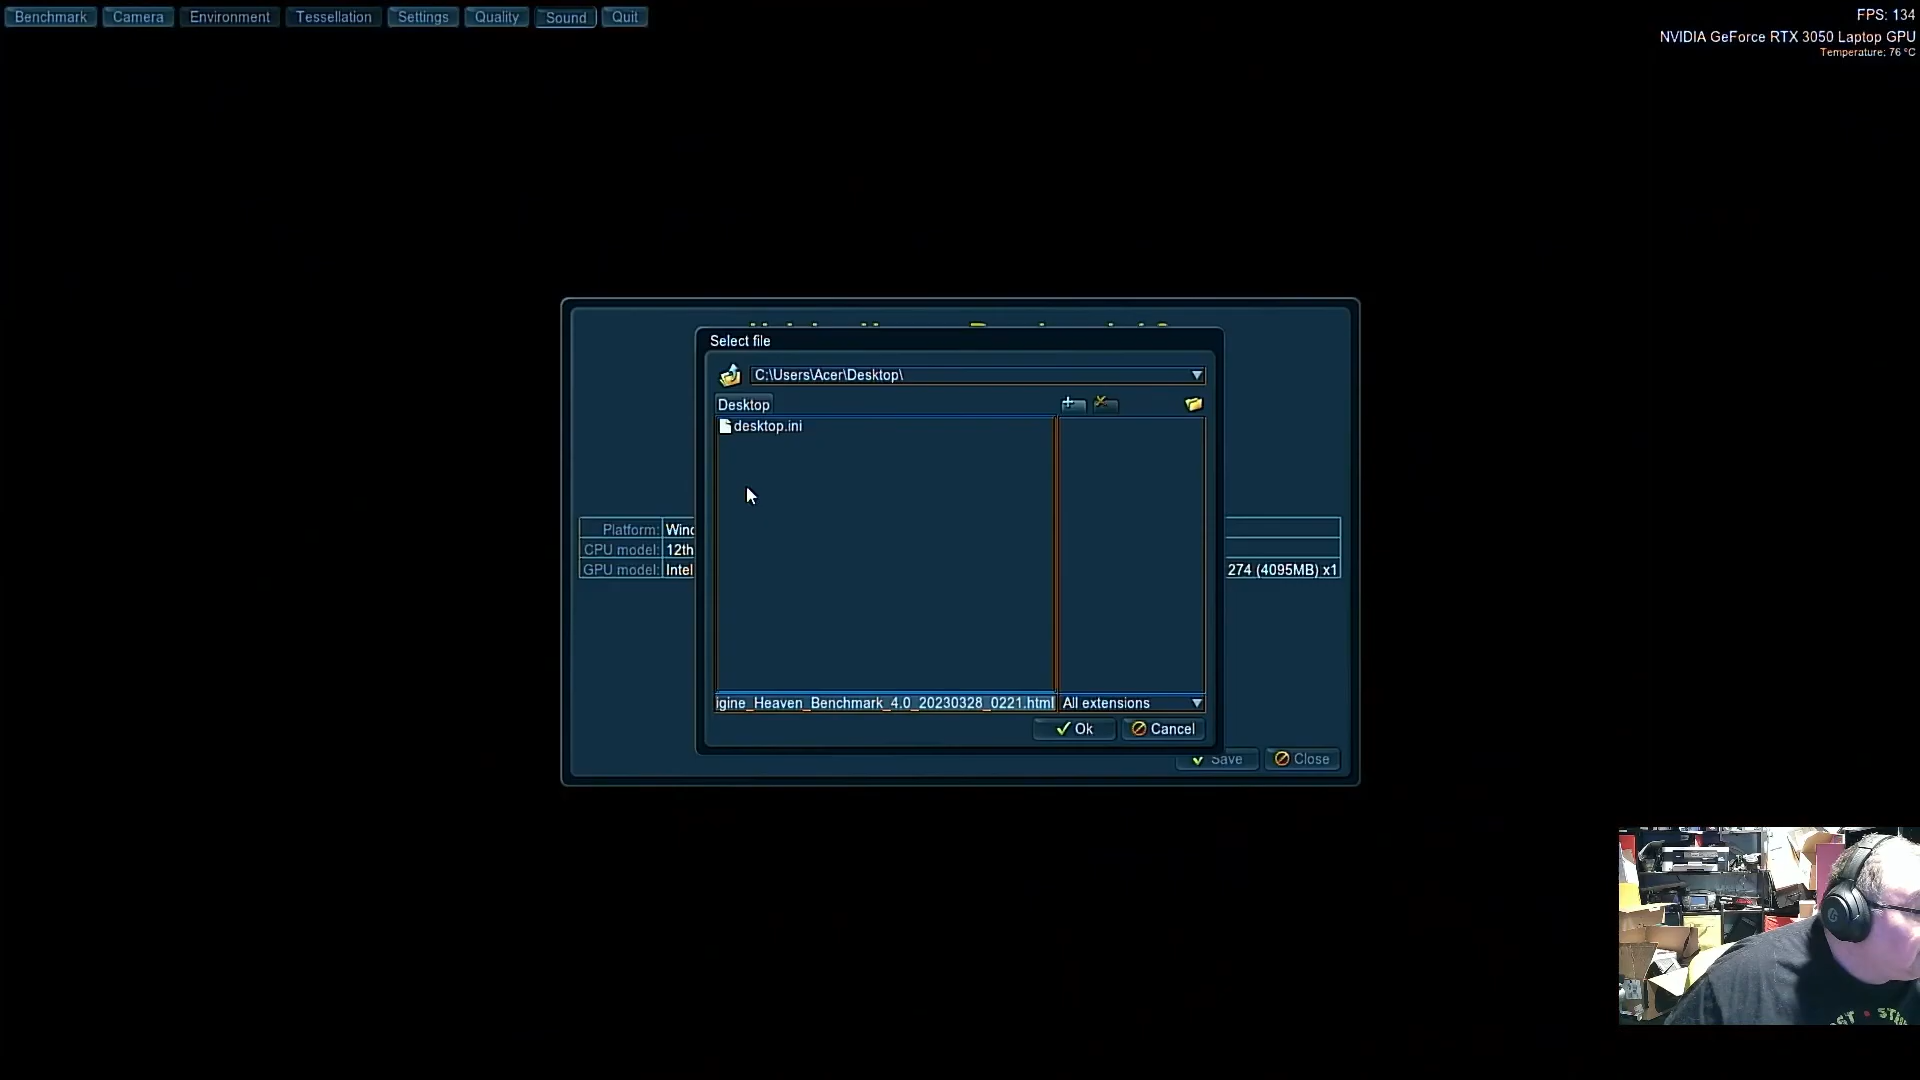 Benchmark Camera Environment Tessellation Settings Quality Sound Quit
FPS: 134
NVIDIA GeForce RTX 3050 Laptop GPU
Temperature: 76 °C
Select file
C:\Users\Acer\Desktop\
Desktop
desktop.ini
Platform:
CPU model: 12th
GPU model: Intel
274 (4095MB) x1
igine_Heaven_Benchmark_4.0_20230328_0221.html All extensions
Ok Cancel
Save Close